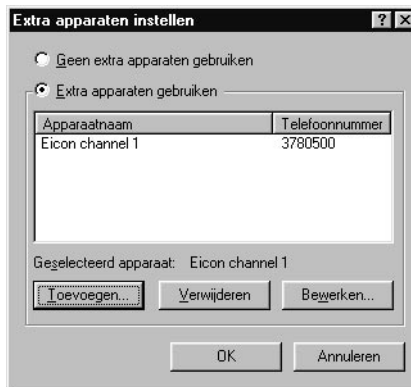 Extra apparaten instellen
Geen extra apparaten gebruiken
Extra apparaten gebruiken
Apparaatnaam Telefoonnummer
Eicon channel 1 3780500
Geselecteerd apparaat: Eicon channel 1
Toevoegen... Verwijderen Bewerken...
OK Annuleren